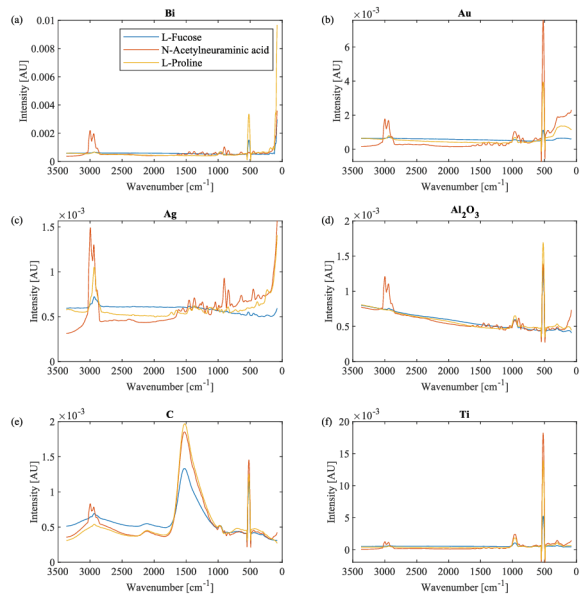 (a)
Bi
0.01
0.008
0.006
0.004
0.002
0
Intensity [AU]
L-Fucose
N-Acetylneuraminic acid
L-Proline
3500 3000 2500 2000 1500 1000 500 0
Wavenumber [cm⁻¹]
(b)
Au
×10⁻³
6
4
2
0
Intensity [AU]
3500 3000 2500 2000 1500 1000 500 0
Wavenumber [cm⁻¹]
(c)
Ag
×10⁻³
1.5
1
0.5
0
Intensity [AU]
3500 3000 2500 2000 1500 1000 500 0
Wavenumber [cm⁻¹]
(d)
Al₂O₃
×10⁻³
2
1.5
1
0.5
0
Intensity [AU]
3500 3000 2500 2000 1500 1000 500 0
Wavenumber [cm⁻¹]
(e)
C
×10⁻³
2
1.5
1
0.5
0
Intensity [AU]
3500 3000 2500 2000 1500 1000 500 0
Wavenumber [cm⁻¹]
(f)
Ti
×10⁻³
20
15
10
5
0
Intensity [AU]
3500 3000 2500 2000 1500 1000 500 0
Wavenumber [cm⁻¹]